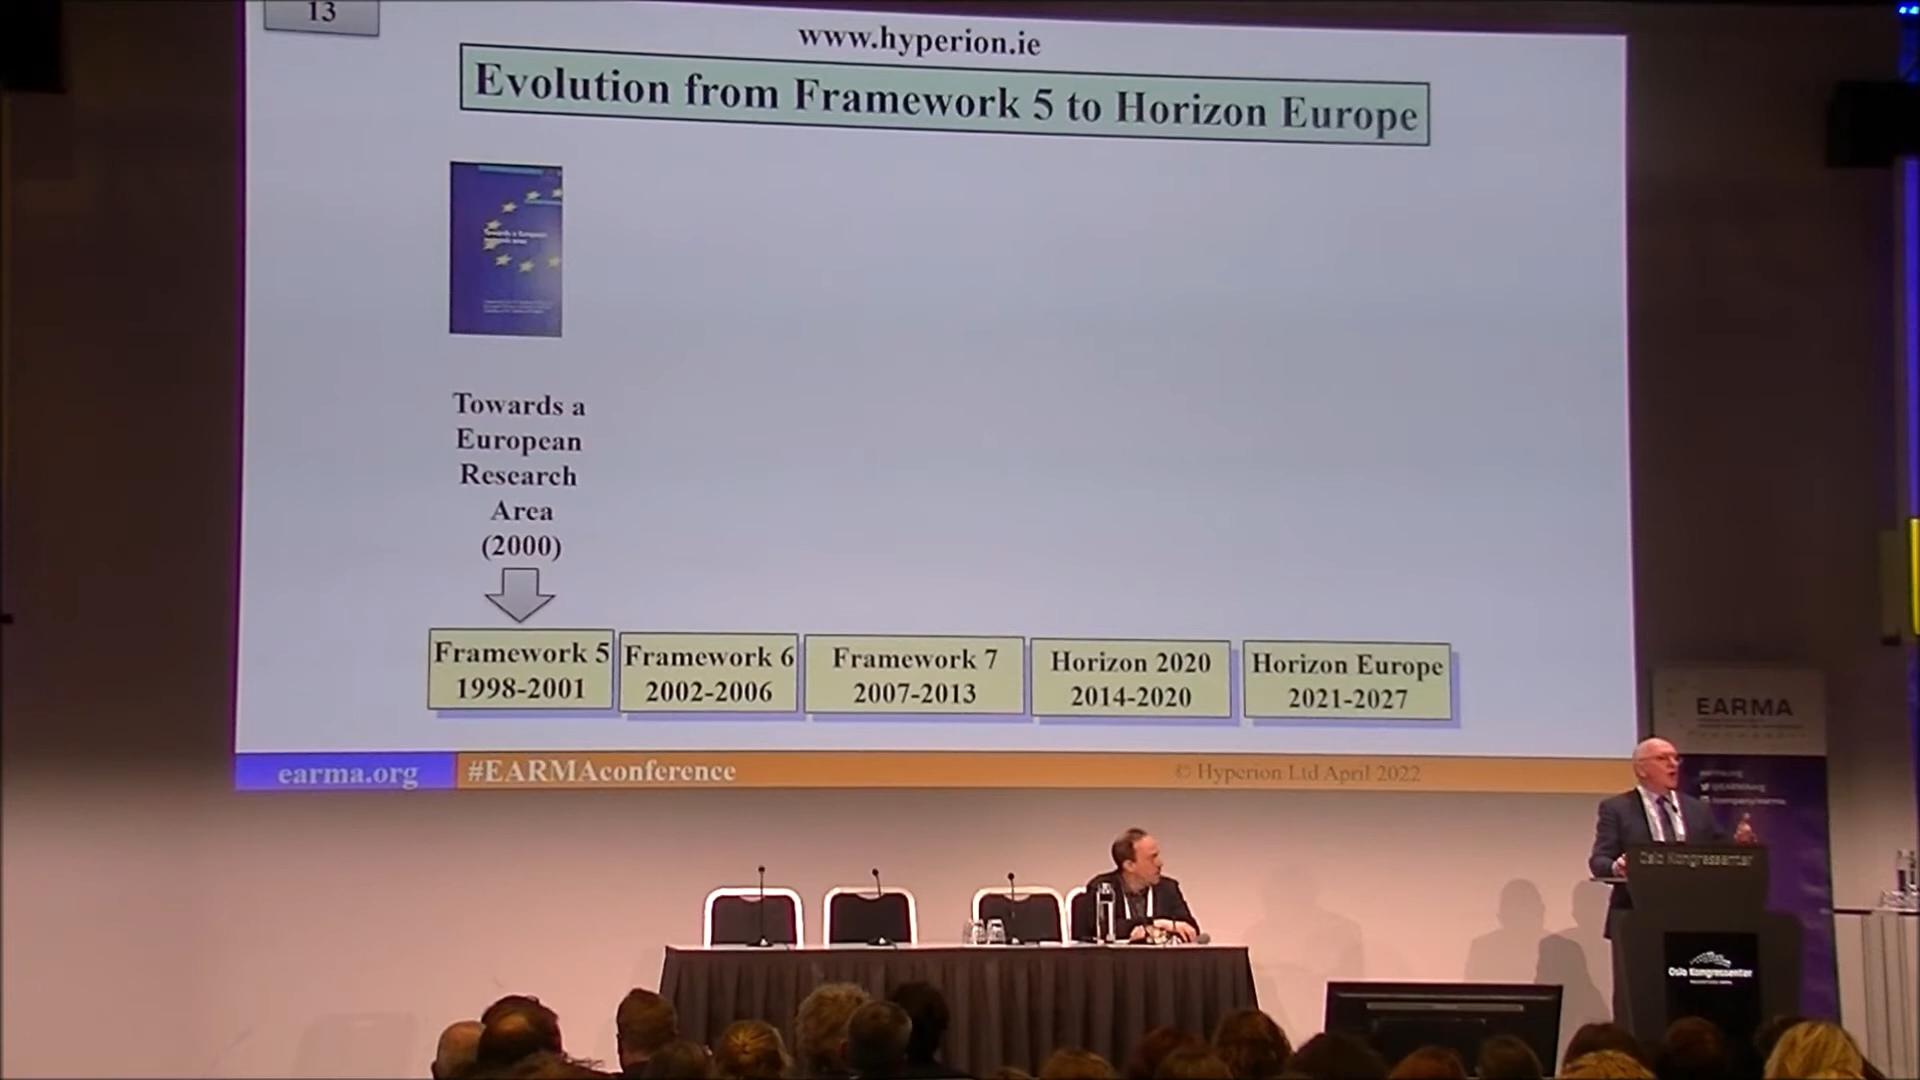 13
www.hyperion.ie
Evolution from Framework 5 to Horizon Europe
Towards a European
Towards a
European
Research
Area
(2000)
Framework 5
1998-2001
Framework 6
2002-2006
Framework 7
2007-2013
Horizon 2020
2014-2020
Horizon Europe
2021-2027
earma.org
#EARMAconference
© Hyperion Ltd April 2022
EARMA
Oslo Kongressenter
Oslo Kongressenter